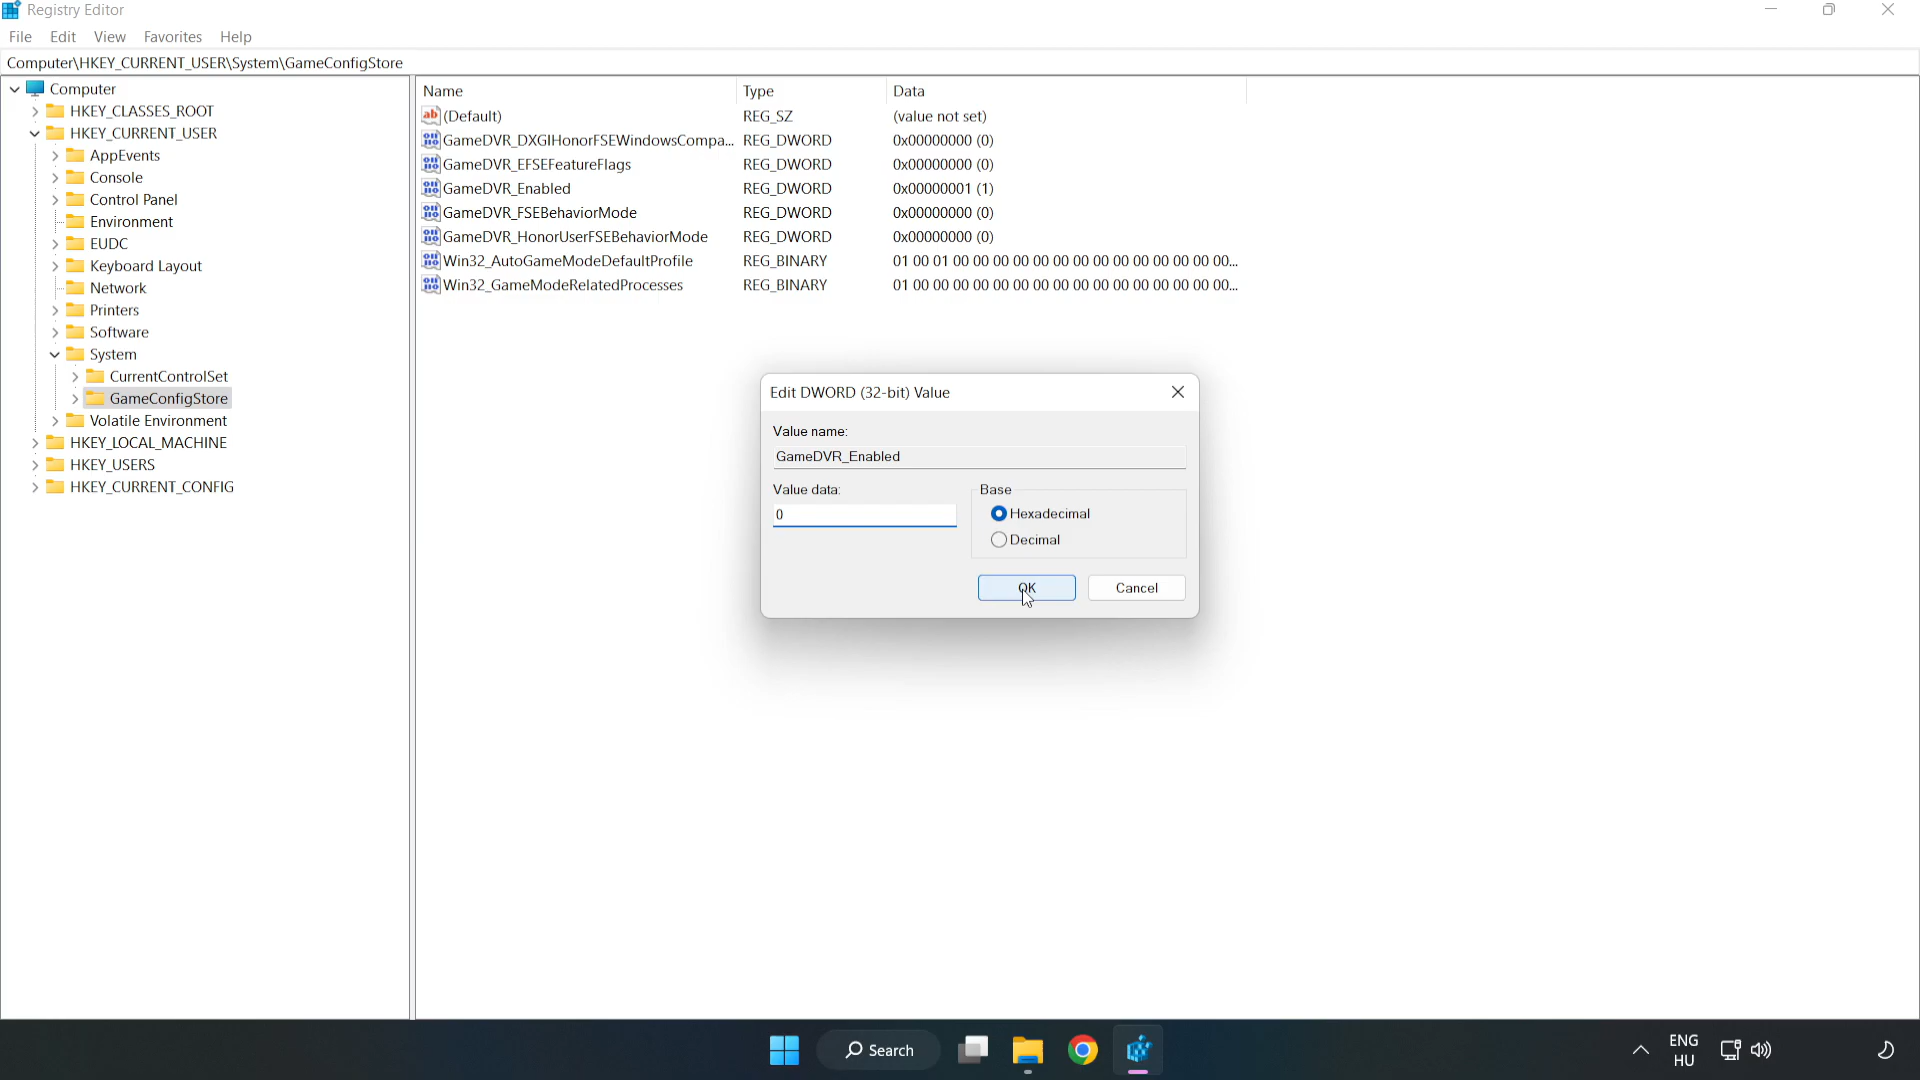 Registry Editor
File Edit View Favorites Help
Computer\HKEY_CURRENT_USER\System\GameConfigStore
Computer
HKEY_CLASSES_ROOT
HKEY_CURRENT_USER
AppEvents
Console
Control Panel
Environment
EUDC
Keyboard Layout
Network
Printers
Software
System
CurrentControlSet
GameConfigStore
Volatile Environment
HKEY_LOCAL_MACHINE
HKEY_USERS
HKEY_CURRENT_CONFIG
Name Type Data
(Default) REG_SZ (value not set)
GameDVR_DXGIHonorFSEWindowsCompa... REG_DWORD 0x00000000 (0)
GameDVR_EFSEFeatureFlags REG_DWORD 0x00000000 (0)
GameDVR_Enabled REG_DWORD 0x00000001 (1)
GameDVR_FSEBehaviorMode REG_DWORD 0x00000000 (0)
GameDVR_HonorUserFSEBehaviorMode REG_DWORD 0x00000000 (0)
Win32_AutoGameModeDefaultProfile REG_BINARY 01 00 01 00 00 00 00 00 00 00 00 00 00 00 00 00 00...
Win32_GameModeRelatedProcesses REG_BINARY 01 00 00 00 00 00 00 00 00 00 00 00 00 00 00 00 00...
Edit DWORD (32-bit) Value
Value name:
GameDVR_Enabled
Value data:
0
Base
Hexadecimal
Decimal
OK Cancel
Search
ENG
HU